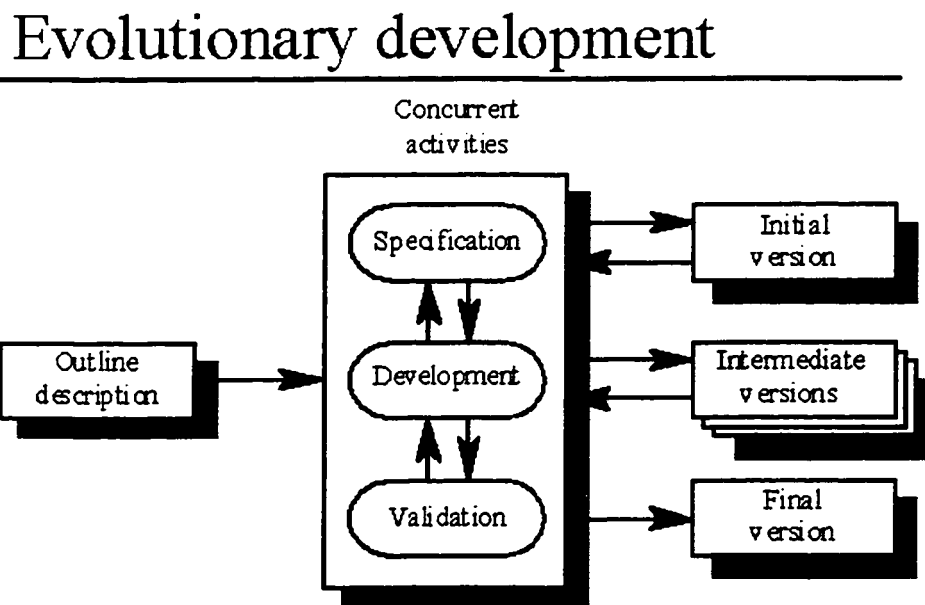 Evolutionary development
Concurrent
activities
Specification
Initial
version
Outline
description
Development
Intermediate
versions
Validation
Final
version